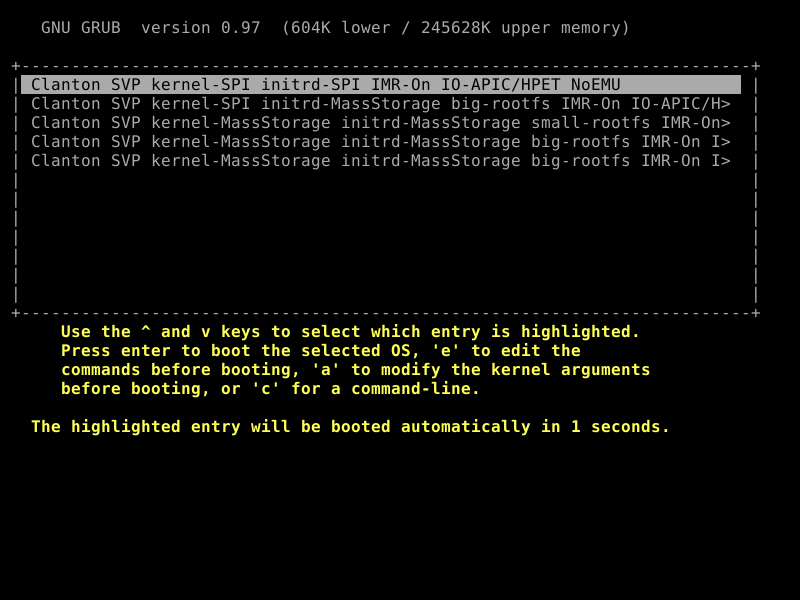 GNU GRUB  version 0.97  (604K lower / 245628K upper memory)
+-------------------------------------------------------------------------+
| Clanton SVP kernel-SPI initrd-SPI IMR-On IO-APIC/HPET NoEMU |
| Clanton SVP kernel-SPI initrd-MassStorage big-rootfs IMR-On IO-APIC/H> |
| Clanton SVP kernel-MassStorage initrd-MassStorage small-rootfs IMR-On> |
| Clanton SVP kernel-MassStorage initrd-MassStorage big-rootfs IMR-On I> |
| Clanton SVP kernel-MassStorage initrd-MassStorage big-rootfs IMR-On I> |
+-------------------------------------------------------------------------+
Use the ^ and v keys to select which entry is highlighted.
Press enter to boot the selected OS, 'e' to edit the
commands before booting, 'a' to modify the kernel arguments
before booting, or 'c' for a command-line.
The highlighted entry will be booted automatically in 1 seconds.